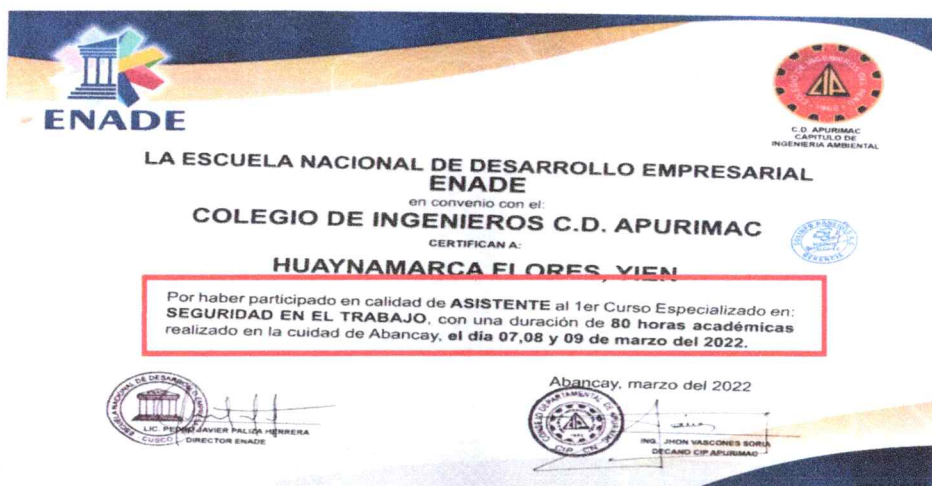 ENADE
C.D. APURIMAC
CAPITULO DE
INGENIERIA AMBIENTAL
LA ESCUELA NACIONAL DE DESARROLLO EMPRESARIAL
ENADE
en convenio con el:
COLEGIO DE INGENIEROS C.D. APURIMAC
CERTIFICAN A:
HUAYNAMARCA FLORES, YIEN
Por haber participado en calidad de ASISTENTE al 1er Curso Especializado en:
SEGURIDAD EN EL TRABAJO, con una duración de 80 horas académicas
realizado en la cuidad de Abancay, el día 07,08 y 09 de marzo del 2022.
Abancay, marzo del 2022
LIC. PEDRO JAVIER PALIZA HERRERA
DIRECTOR ENADE
CUSCO
CIP - CN
ING. JHON VASCONES SORIA
DECANO CIP APURIMAC